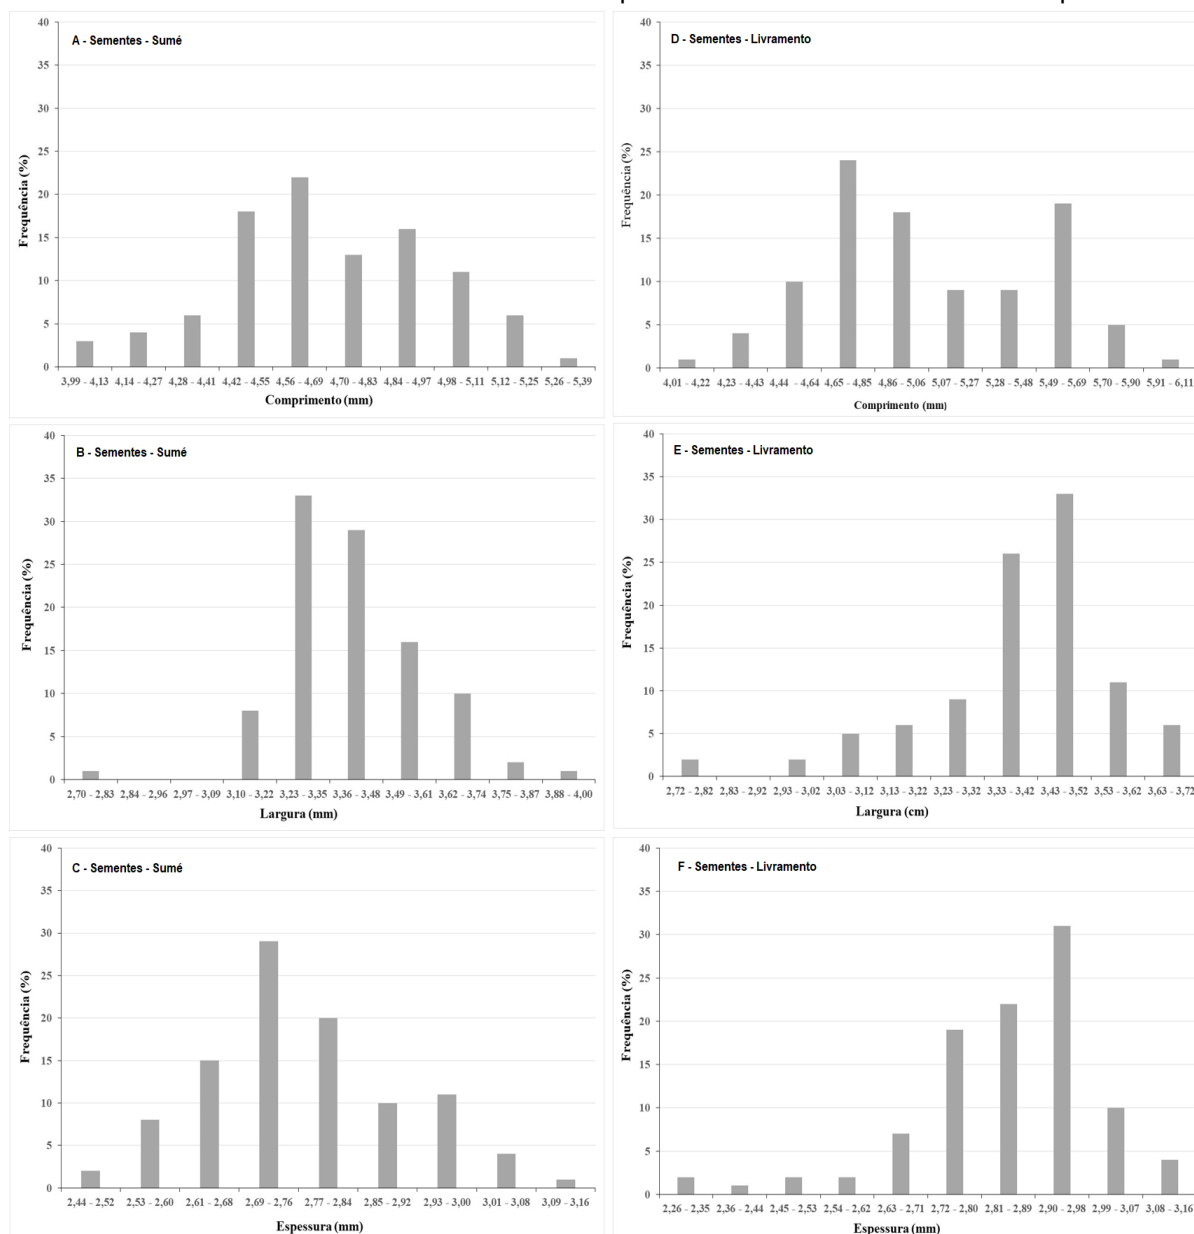 A - Sementes - Sumé
40
35
30
25
20
15
10
5
0
Frequência (%)
3,99 - 4,13 4,14 - 4,27 4,28 - 4,41 4,42 - 4,55 4,56 - 4,69 4,70 - 4,83 4,84 - 4,97 4,98 - 5,11 5,12 - 5,25 5,26 - 5,39
Comprimento (mm)
D - Sementes - Livramento
40
35
30
25
20
15
10
5
0
Frequência (%)
4,01 - 4,22 4,23 - 4,43 4,44 - 4,64 4,65 - 4,85 4,86 - 5,06 5,07 - 5,27 5,28 - 5,48 5,49 - 5,69 5,70 - 5,90 5,91 - 6,11
Comprimento (mm)
B - Sementes - Sumé
40
35
30
25
20
15
10
5
0
Frequência (%)
2,70 - 2,83 2,84 - 2,96 2,97 - 3,09 3,10 - 3,22 3,23 - 3,35 3,36 - 3,48 3,49 - 3,61 3,62 - 3,74 3,75 - 3,87 3,88 - 4,00
Largura (mm)
E - Sementes - Livramento
40
35
30
25
20
15
10
5
0
Frequência (%)
2,72 - 2,82 2,83 - 2,92 2,93 - 3,02 3,03 - 3,12 3,13 - 3,22 3,23 - 3,32 3,33 - 3,42 3,43 - 3,52 3,53 - 3,62 3,63 - 3,72
Largura (cm)
C - Sementes - Sumé
40
35
30
25
20
15
10
5
0
Frequência (%)
2,44 - 2,52 2,53 - 2,60 2,61 - 2,68 2,69 - 2,76 2,77 - 2,84 2,85 - 2,92 2,93 - 3,00 3,01 - 3,08 3,09 - 3,16
Espessura (mm)
F - Sementes - Livramento
40
35
30
25
20
15
10
5
0
Frequência (%)
2,26 - 2,35 2,36 - 2,44 2,45 - 2,53 2,54 - 2,62 2,63 - 2,71 2,72 - 2,80 2,81 - 2,89 2,90 - 2,98 2,99 - 3,07 3,08 - 3,16
Espessura (mm)